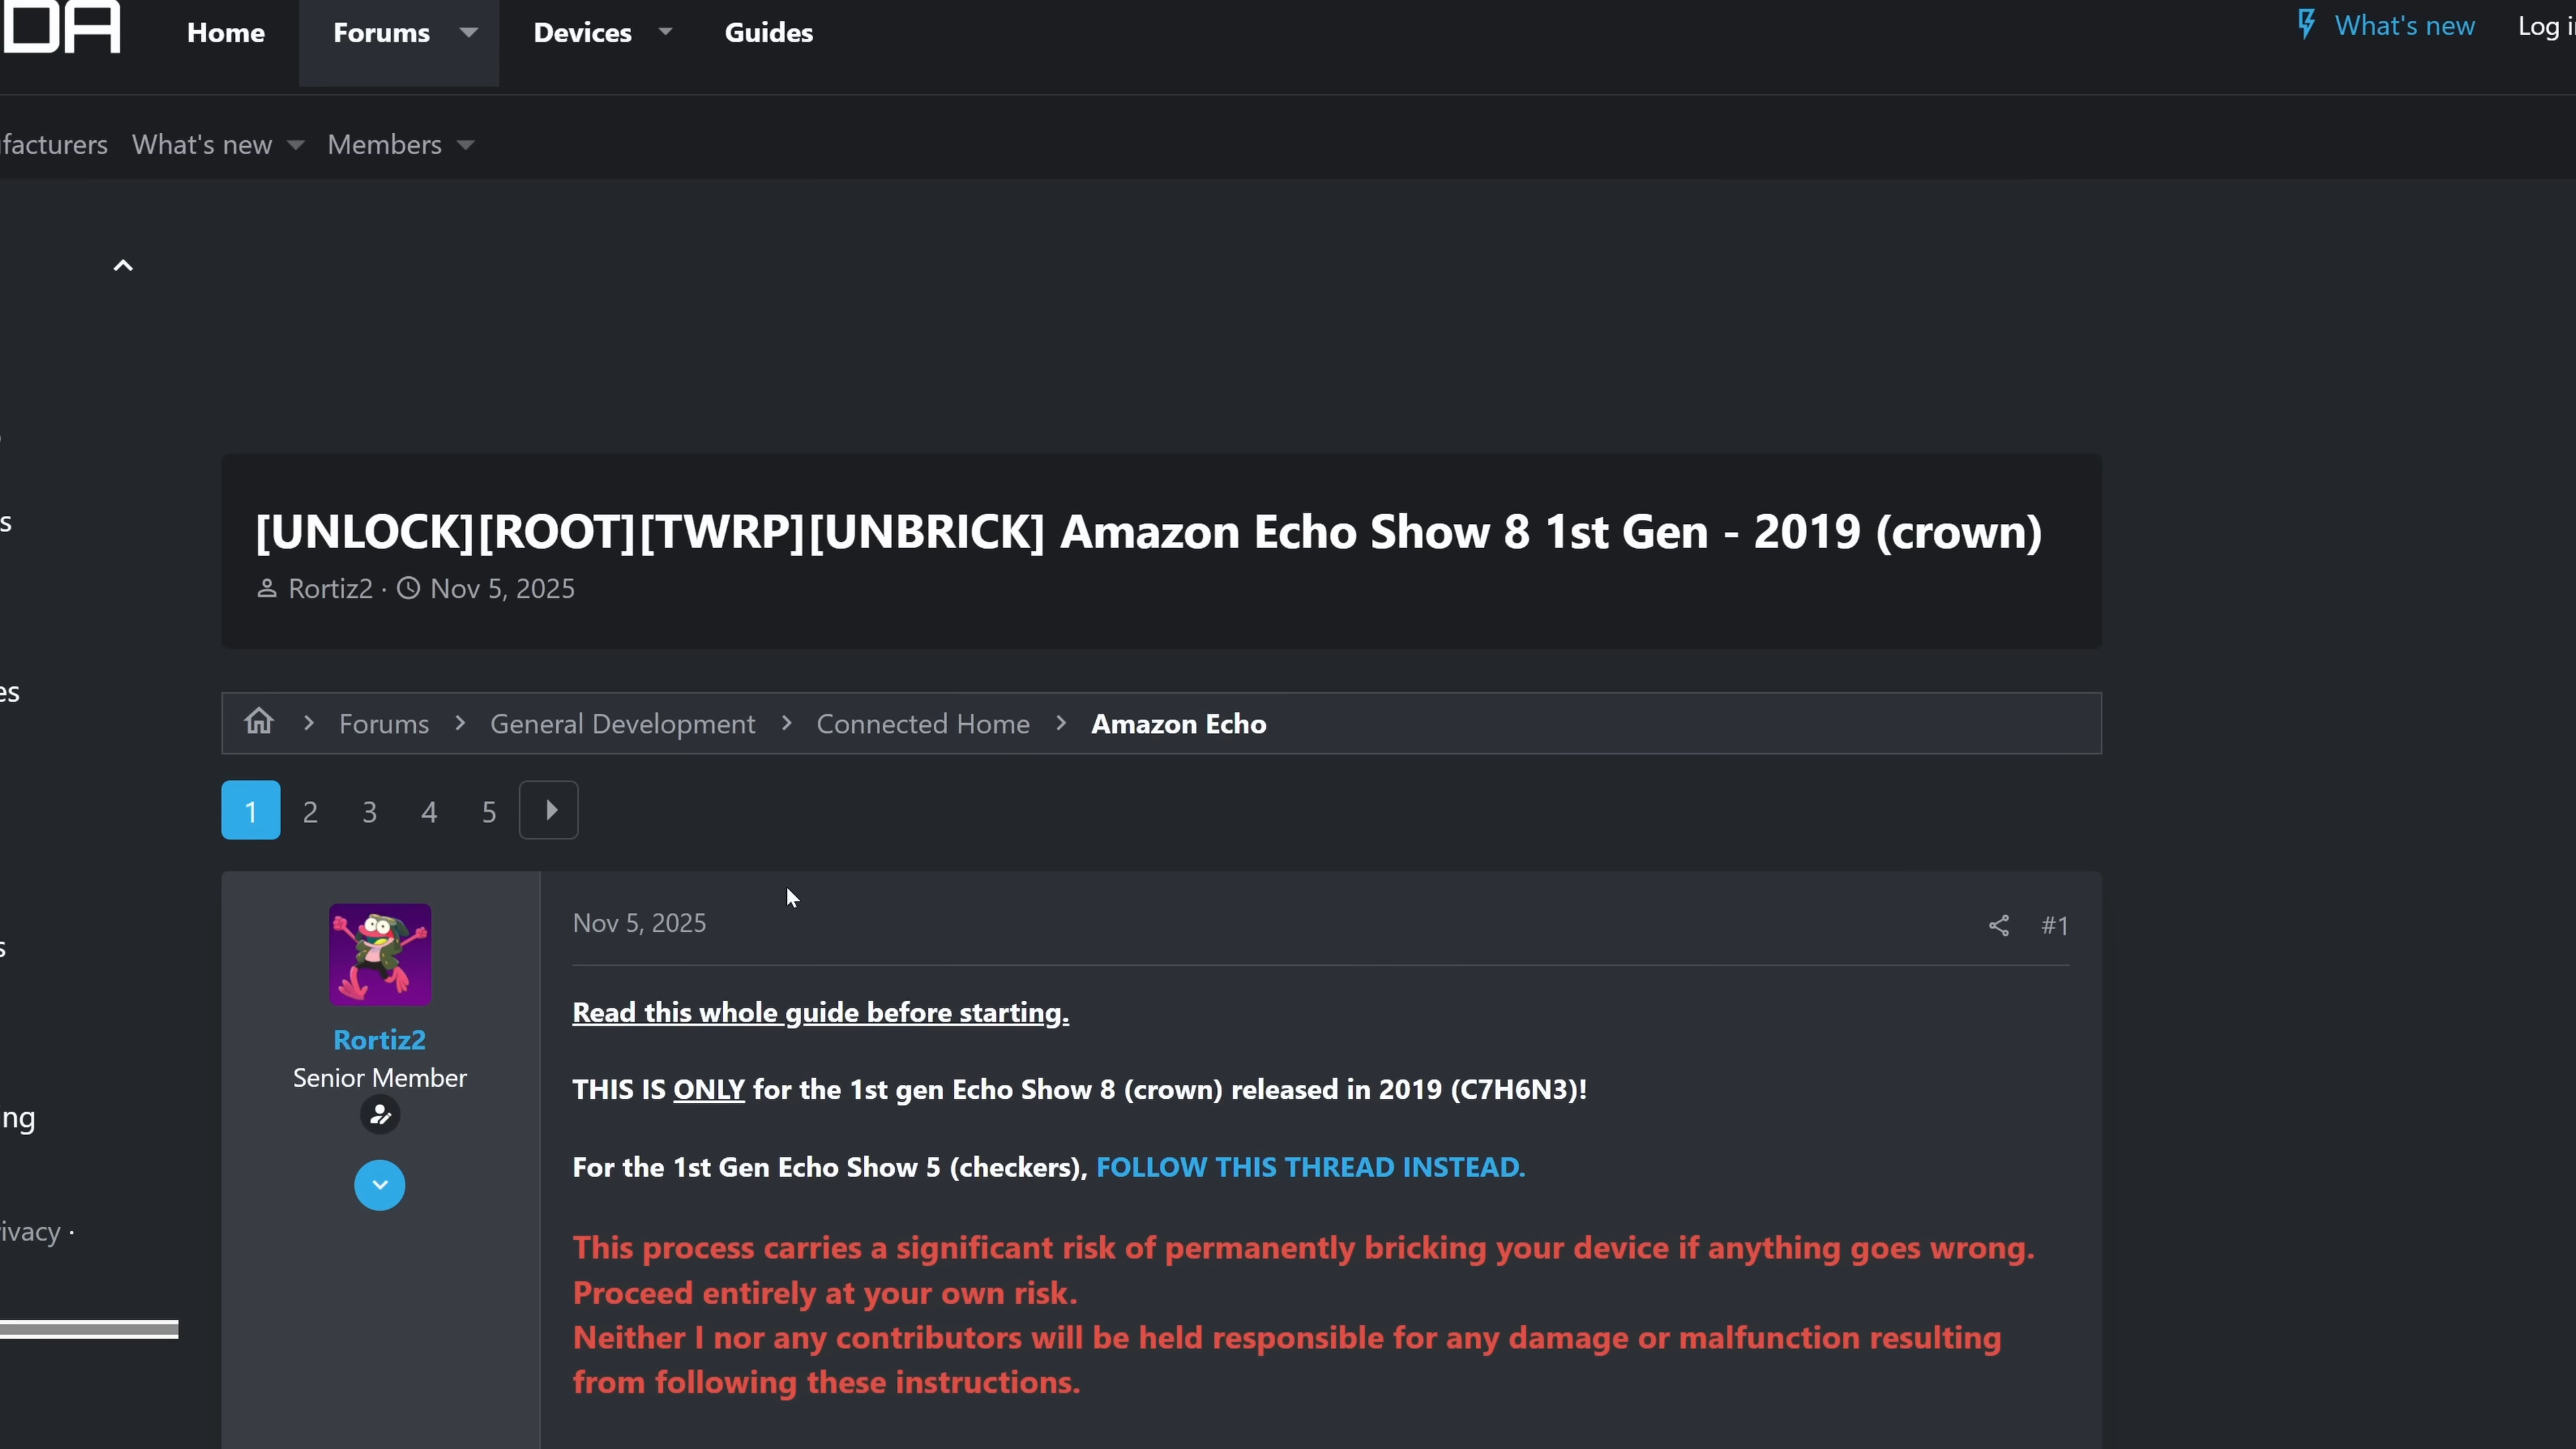 DA
Home
Forums
Devices
Guides
What's new
Log i
facturers
What's new
Members
s
[UNLOCK][ROOT][TWRP][UNBRICK] Amazon Echo Show 8 1st Gen - 2019 (crown)
Rortiz2 · Nov 5, 2025
es
Forums
General Development
Connected Home
Amazon Echo
1
2
3
4
5
Nov 5, 2025
#1
s
Read this whole guide before starting.
Rortiz2
Senior Member
THIS IS ONLY for the 1st gen Echo Show 8 (crown) released in 2019 (C7H6N3)!
ng
For the 1st Gen Echo Show 5 (checkers), FOLLOW THIS THREAD INSTEAD.
ivacy ·
This process carries a significant risk of permanently bricking your device if anything goes wrong.
Proceed entirely at your own risk.
Neither I nor any contributors will be held responsible for any damage or malfunction resulting
from following these instructions.